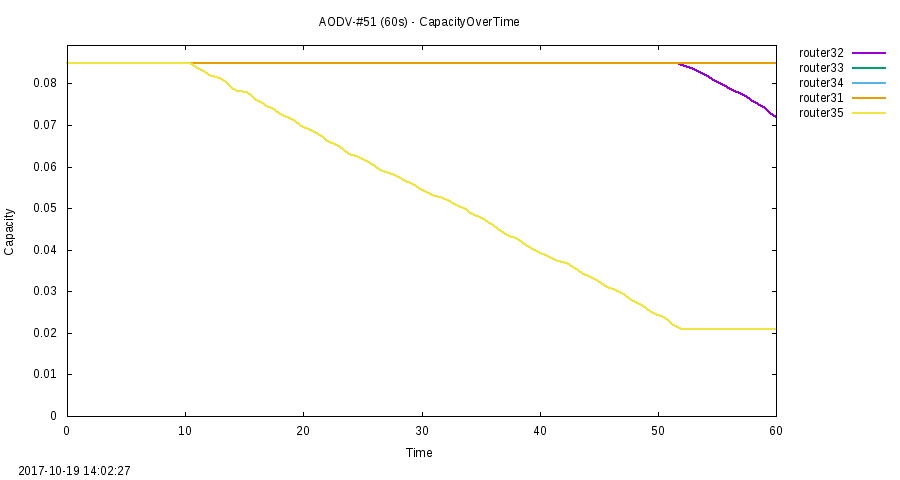 AODV-#51 (60s) - CapacityOverTime
router32
router33
router34
router31
router35
0.08
0.07
0.06
0.05
0.04
0.03
0.02
0.01
0
Capacity
0 10 20 30 40 50 60
Time
2017-10-19 14:02:27